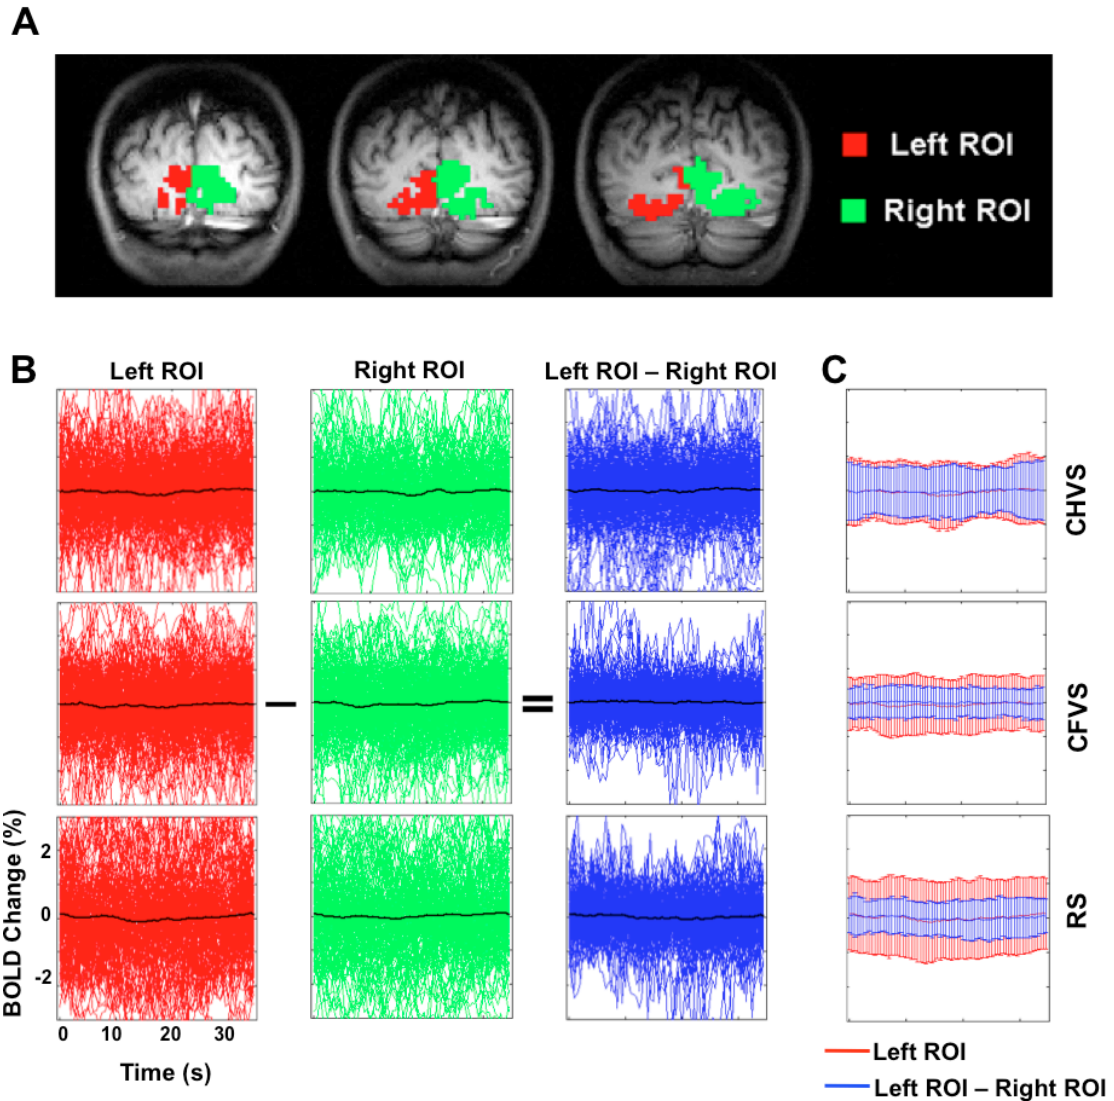 A
Left ROI
Right ROI
B
Left ROI
Right ROI
Left ROI – Right ROI
C
CHVS
CFVS
RS
BOLD Change (%)
2
0
-2
0 10 20 30
Time (s)
Left ROI
Left ROI – Right ROI